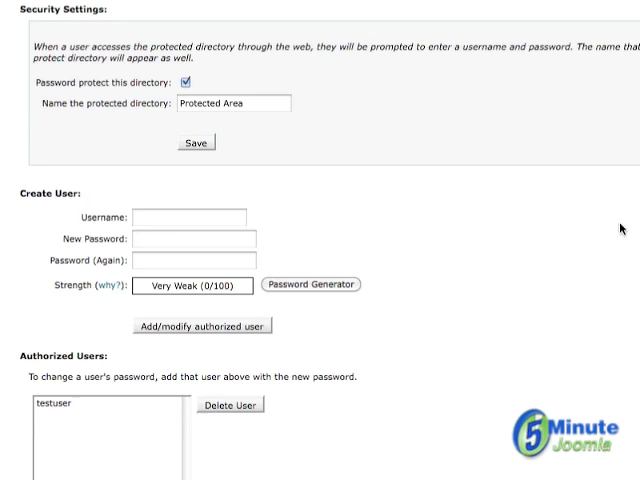 Security Settings:
When a user accesses the protected directory through the web, they will be prompted to enter a username and password. The name that
protect directory will appear as well.
Password protect this directory:
Name the protected directory: Protected Area
Save
Create User:
Username:
New Password:
Password (Again):
Strength (why?): Very Weak (0/100) Password Generator
Add/modify authorized user
Authorized Users:
To change a user's password, add that user above with the new password.
testuser Delete User
5 Minute
Joomla